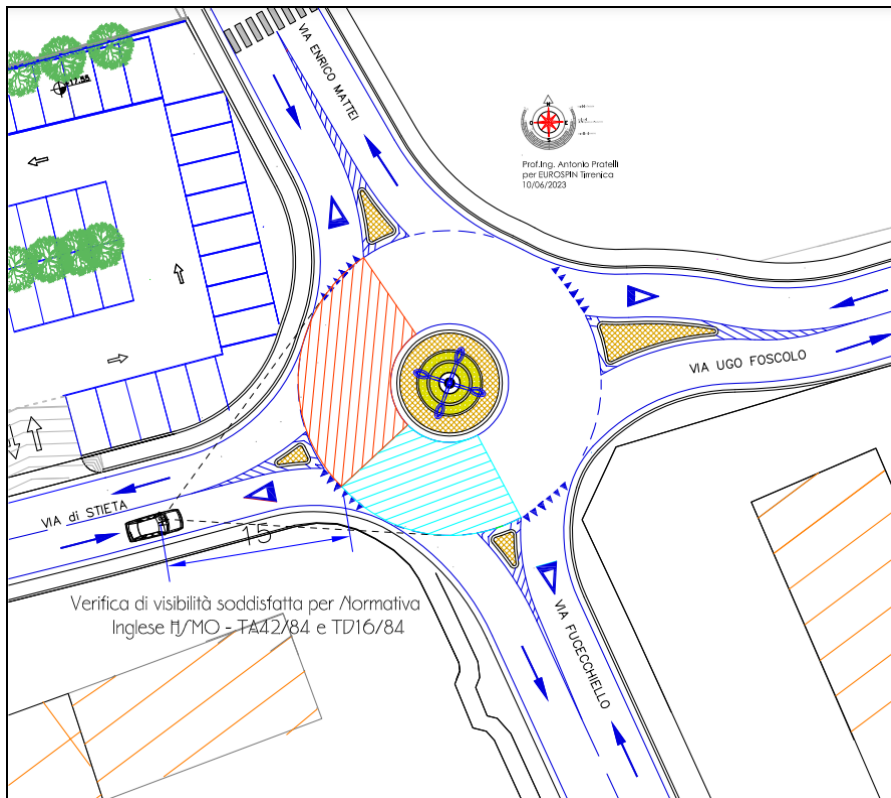 VIA ENRICO MATTEI
+17.55
N
O
E
S
Prof.Ing. Antonio Pratelli
per EUROSPIN Tirrenica
10/06/2023
VIA UGO FOSCOLO
VIA di STIETA
15
Verifica di visibilità soddisfatta per Normativa
Inglese H/MO - TA42/84 e TD16/84
VIA FUCECCHIELLO